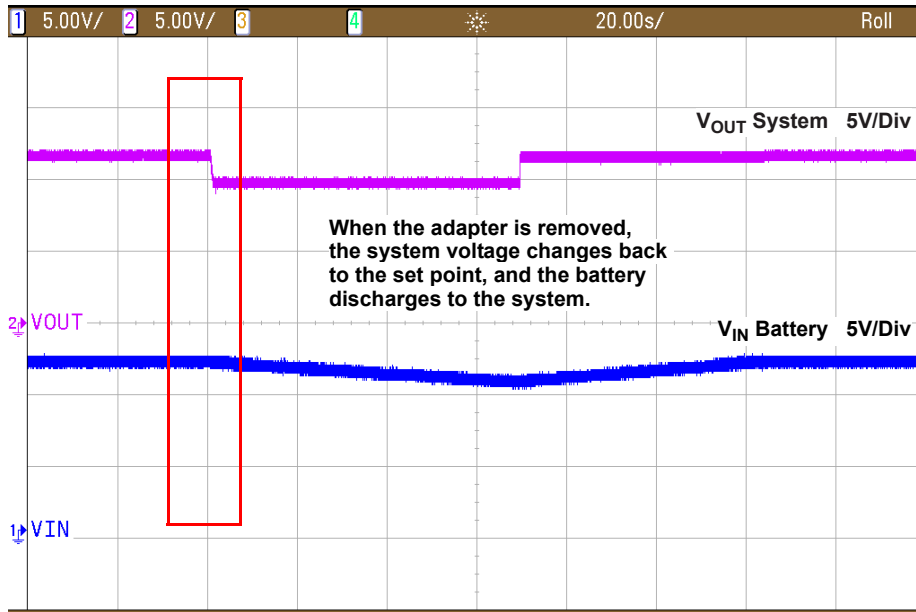 1 5.00V/ 2 5.00V/ 3 4 20.00s/ Roll
V_OUT System 5V/Div
When the adapter is removed,
the system voltage changes back
to the set point, and the battery
discharges to the system.
2 VOUT
V_IN Battery 5V/Div
1 VIN